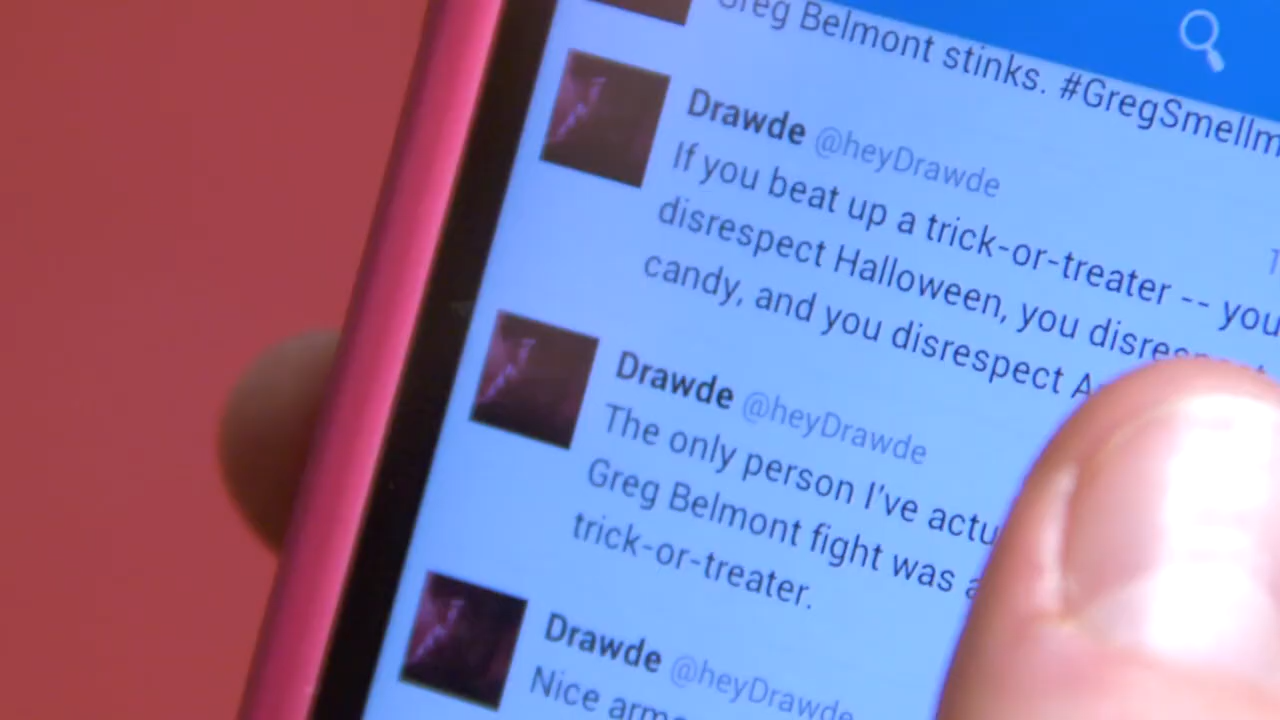 Greg Belmont stinks. #GregSmellm
Drawde @heyDrawde
If you beat up a trick-or-treater -- you
disrespect Halloween, you disres
candy, and you disrespect A
Drawde @heyDrawde
The only person I've actu
Greg Belmont fight was a
trick-or-treater.
Drawde @heyDrawde
Nice armo